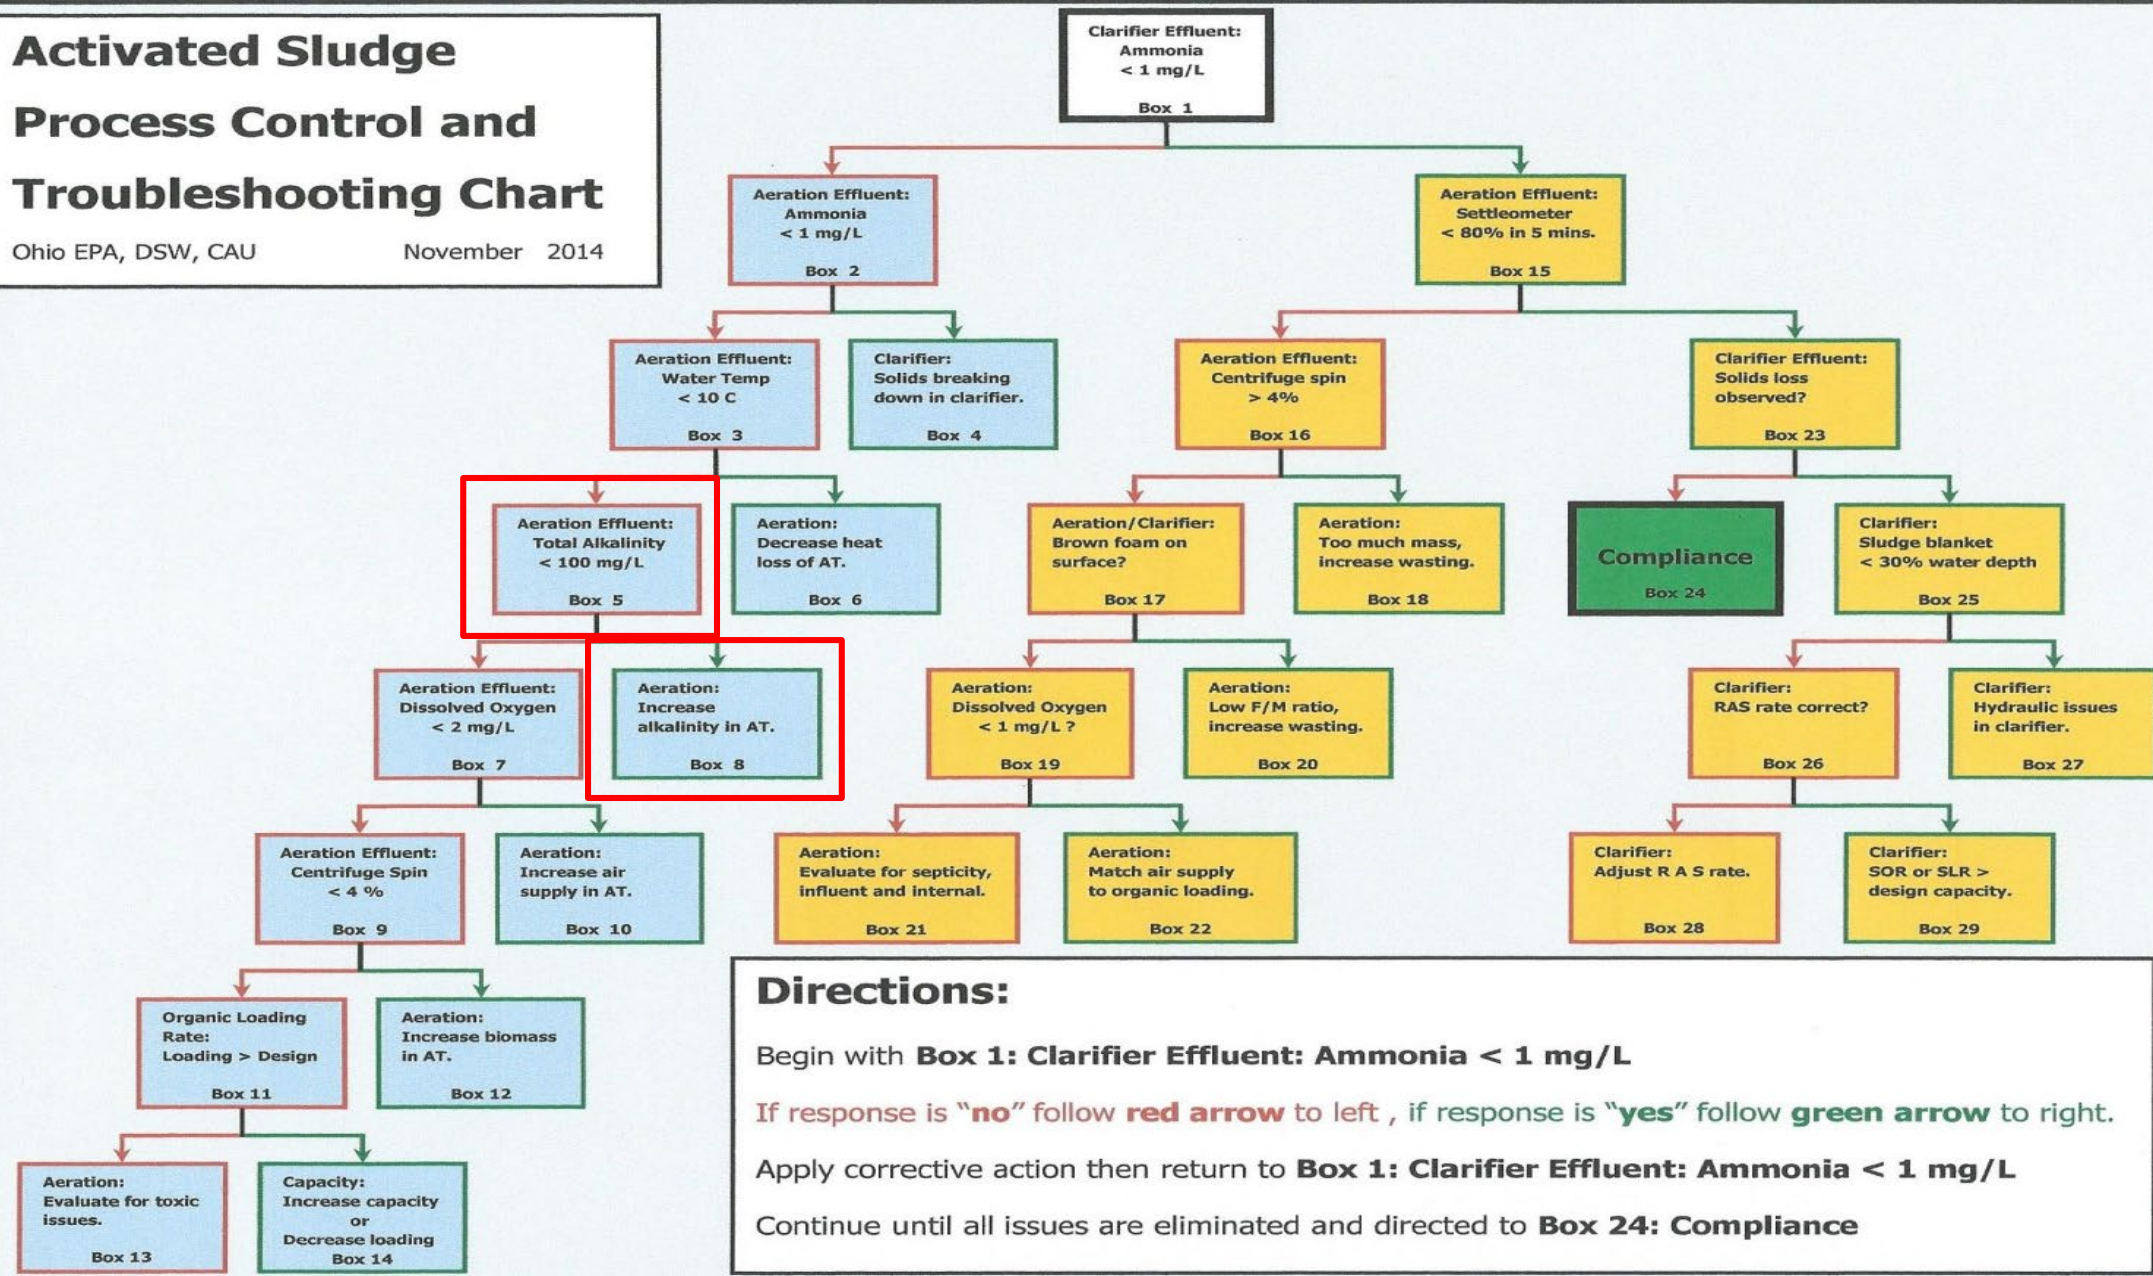 Activated Sludge
Process Control and
Troubleshooting Chart
Ohio EPA, DSW, CAU November 2014
Clarifier Effluent:
Ammonia
< 1 mg/L
Box 1
Aeration Effluent:
Ammonia
< 1 mg/L
Box 2
Aeration Effluent:
Settleometer
< 80% in 5 mins.
Box 15
Aeration Effluent:
Water Temp
< 10 C
Box 3
Clarifier:
Solids breaking
down in clarifier.
Box 4
Aeration Effluent:
Centrifuge spin
> 4%
Box 16
Clarifier Effluent:
Solids loss
observed?
Box 23
Aeration Effluent:
Total Alkalinity
< 100 mg/L
Box 5
Aeration:
Decrease heat
loss of AT.
Box 6
Aeration/Clarifier:
Brown foam on
surface?
Box 17
Aeration:
Too much mass,
increase wasting.
Box 18
Compliance
Box 24
Clarifier:
Sludge blanket
< 30% water depth
Box 25
Aeration Effluent:
Dissolved Oxygen
< 2 mg/L
Box 7
Aeration:
Increase
alkalinity in AT.
Box 8
Aeration:
Dissolved Oxygen
< 1 mg/L ?
Box 19
Aeration:
Low F/M ratio,
increase wasting.
Box 20
Clarifier:
RAS rate correct?
Box 26
Clarifier:
Hydraulic issues
in clarifier.
Box 27
Aeration Effluent:
Centrifuge Spin
< 4 %
Box 9
Aeration:
Increase air
supply in AT.
Box 10
Aeration:
Evaluate for septicity,
influent and internal.
Box 21
Aeration:
Match air supply
to organic loading.
Box 22
Clarifier:
Adjust R A S rate.
Box 28
Clarifier:
SOR or SLR >
design capacity.
Box 29
Organic Loading
Rate:
Loading > Design
Box 11
Aeration:
Increase biomass
in AT.
Box 12
Aeration:
Evaluate for toxic
issues.
Box 13
Capacity:
Increase capacity
or
Decrease loading
Box 14
Directions:
Begin with Box 1: Clarifier Effluent: Ammonia < 1 mg/L
If response is “no” follow red arrow to left , if response is “yes” follow green arrow to right.
Apply corrective action then return to Box 1: Clarifier Effluent: Ammonia < 1 mg/L
Continue until all issues are eliminated and directed to Box 24: Compliance